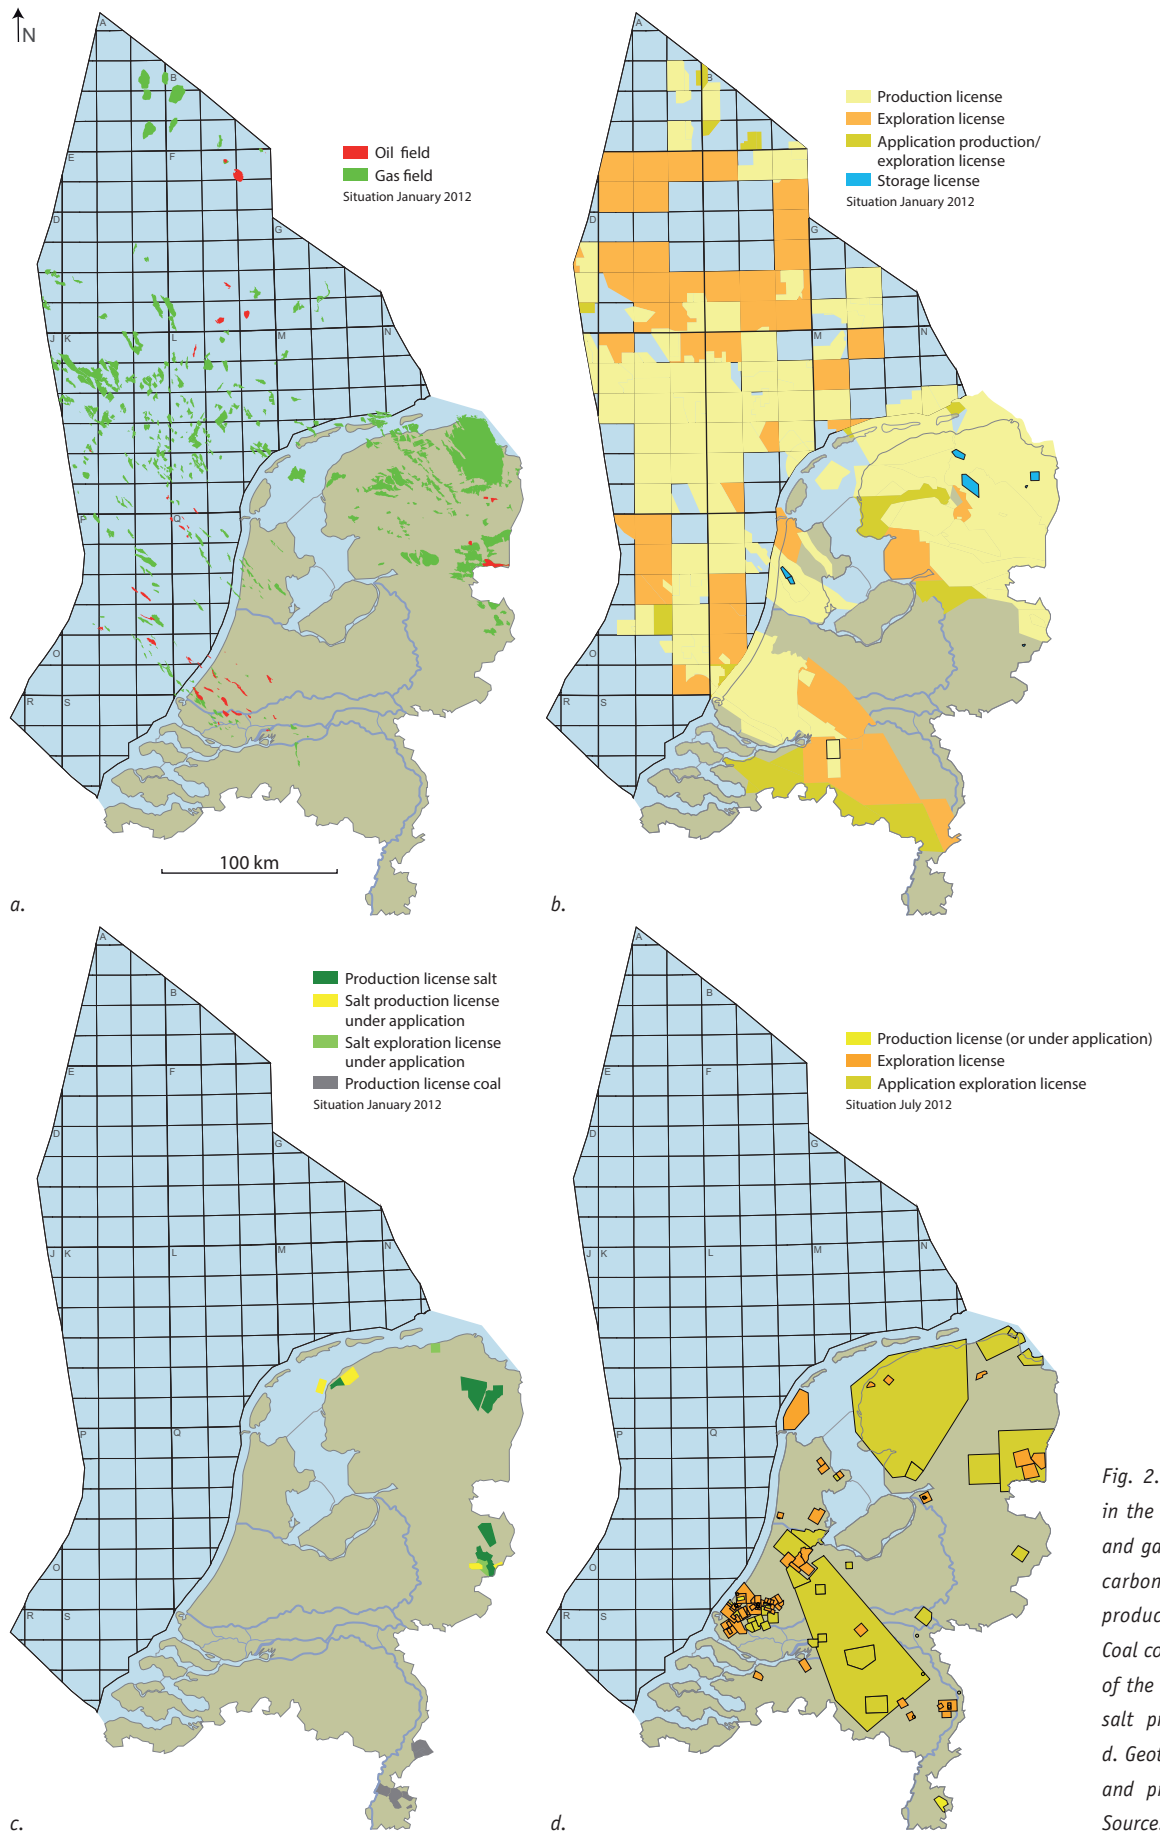 N
A
B
E
F
D
G
J
K
L
M
N
P
Q
O
R
S
Oil field
Gas field
Situation January 2012
100 km
a.
A
B
D
G
M
N
O
R
S
Production license
Exploration license
Application production/
exploration license
Storage license
Situation January 2012
b.
A
B
E
F
D
G
J
K
L
M
N
P
Q
O
R
S
Production license salt
Salt production license
under application
Salt exploration license
under application
Production license coal
Situation January 2012
c.
A
B
E
F
D
G
J
K
L
M
N
P
Q
O
R
S
Production license (or under application)
Exploration license
Application exploration license
Situation July 2012
d.
Fig. 2.
in the
and ga
carbon
produc
Coal co
of the
salt pr
d. Geot
and pr
Source